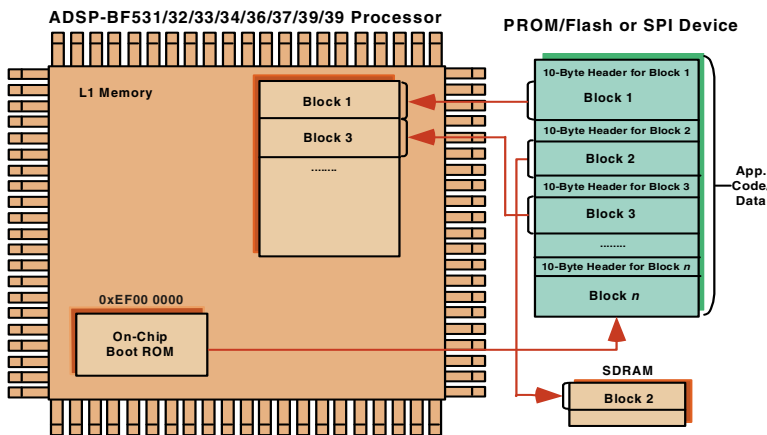 ADSP-BF531/32/33/34/36/37/39/39 Processor
L1 Memory
Block 1
Block 3
........
0xEF00 0000
On-Chip
Boot ROM
PROM/Flash or SPI Device
10-Byte Header for Block 1
Block 1
10-Byte Header for Block 2
Block 2
10-Byte Header for Block 3
Block 3
........
10-Byte Header for Block n
Block n
App.
Code/
Data
SDRAM
Block 2